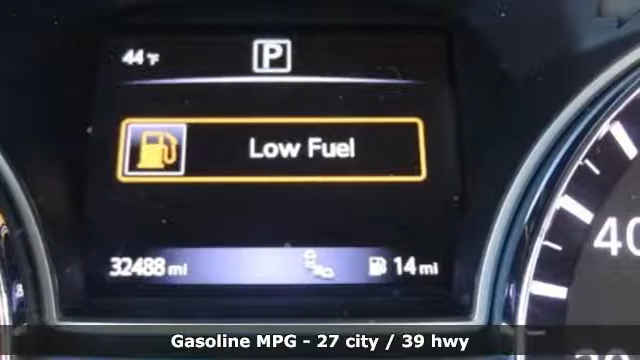 44°F
P
Low Fuel
32488 mi
14 mi
40
Gasoline MPG - 27 city / 39 hwy